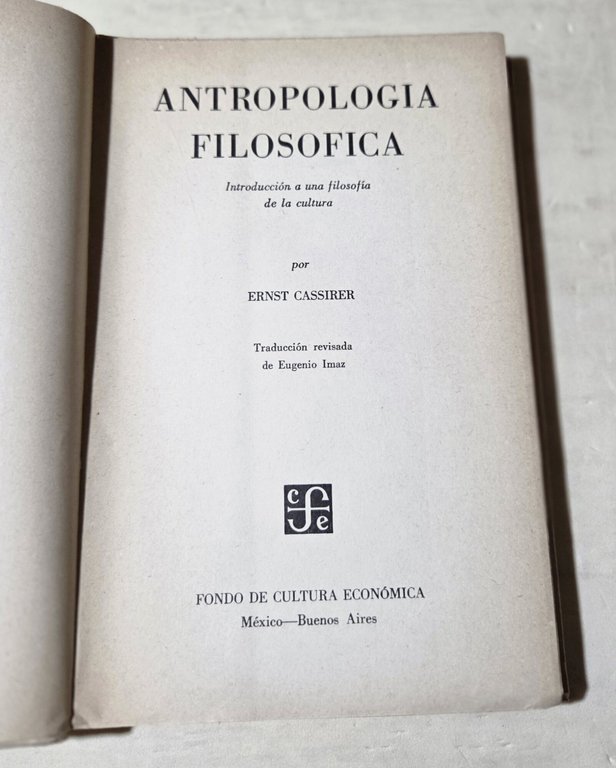 ANTROPOLOGIA
FILOSOFICA
Introducción a una filosofía
de la cultura
por
ERNST CASSIRER
Traducción revisada
de Eugenio Imaz
c f e
FONDO DE CULTURA ECONÓMICA
México—Buenos Aires